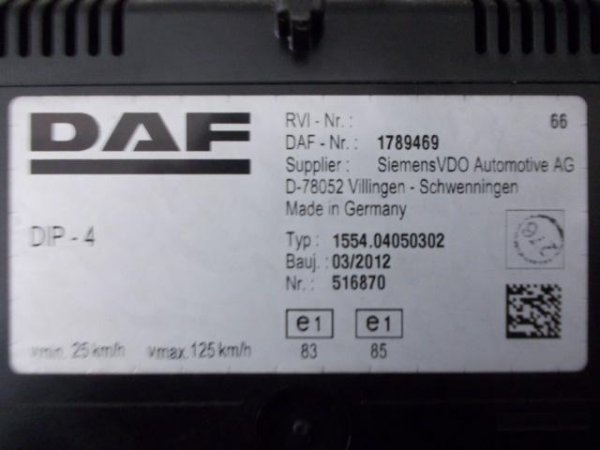 DAF
DIP - 4
vmin. 25 km/h vmax. 125 km/h
RVI - Nr. : 66
DAF - Nr. : 1789469
Supplier : SiemensVDO Automotive AG
D-78052 Villingen - Schwenningen
Made in Germany
Typ : 1554.04050302
Bauj. : 03/2012
Nr. : 516870
e1 e1
83 85